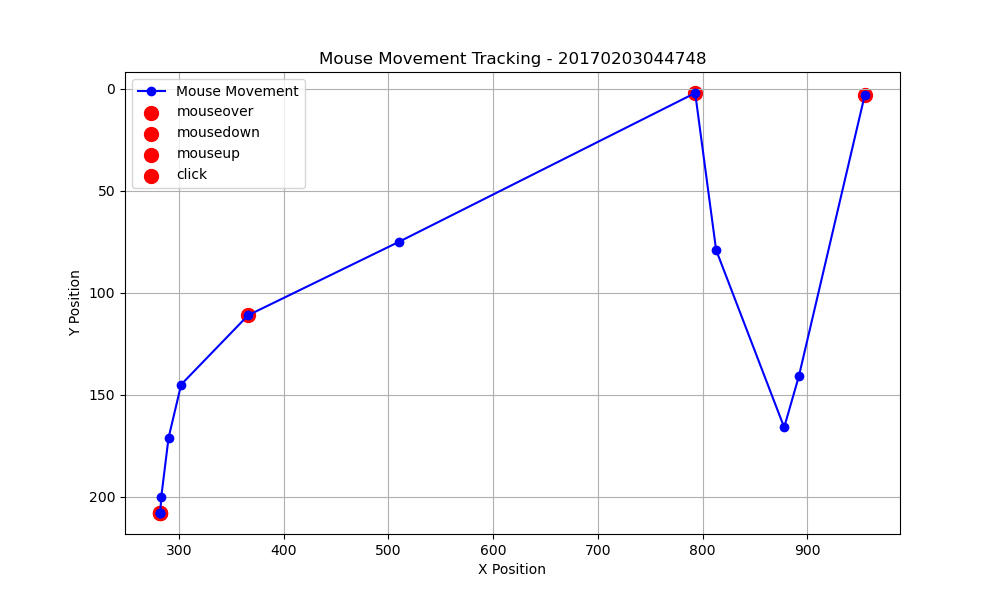 Mouse Movement Tracking - 20170203044748
Mouse Movement
mouseover
mousedown
mouseup
click
0
50
100
150
200
Y Position
300 400 500 600 700 800 900
X Position